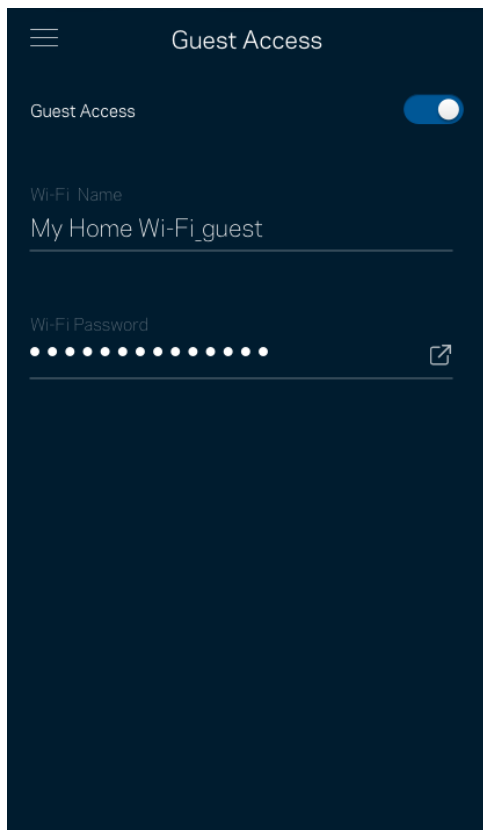 Guest Access
Guest Access
Wi-Fi Name
My Home Wi-Fi_guest
Wi-Fi Password
••••••••••••••